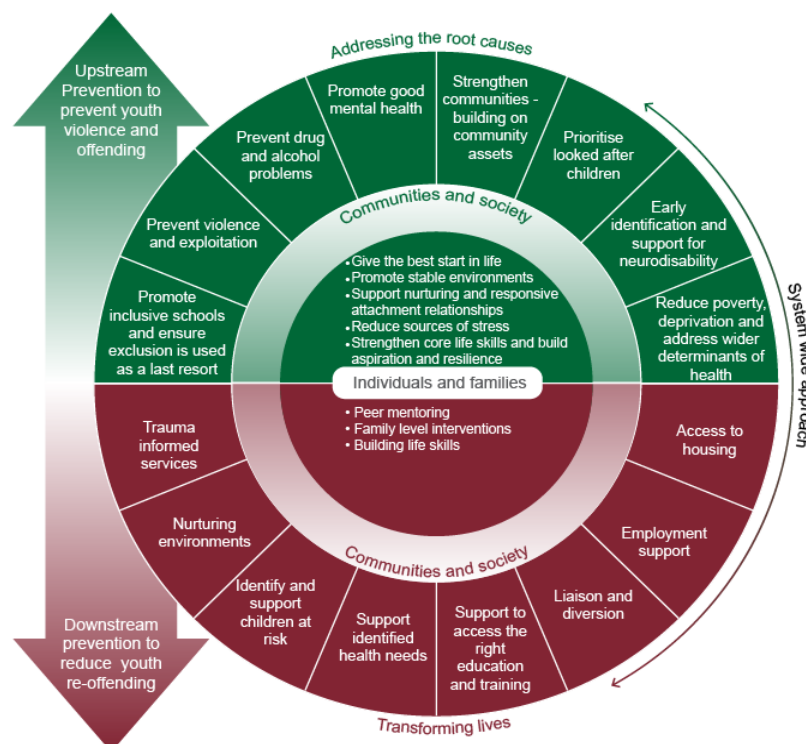 Addressing the root causes
Upstream
Prevention to
prevent youth
violence and
offending
Promote inclusive schools
and ensure
exclusion is used
as a last resort
Prevent violence
and exploitation
Prevent drug
and alcohol
problems
Promote good
mental health
Strengthen
communities -
building on
community
assets
Prioritise
looked after
children
Early
identification and
support for
neurodisability
Reduce poverty,
deprivation and
address wider
determinants of
health
Communities and society
•Give the best start in life
•Promote stable environments
•Support nurturing and responsive
attachment relationships
•Reduce sources of stress
•Strengthen core life skills and build
aspiration and resilience
Individuals and families
•Peer mentoring
•Family level interventions
•Building life skills
Communities and society
System wide approach
Trauma
informed
services
Nurturing
environments
Identify and
support
children at
risk
Support
identified
health needs
Support to
access the
right
education
and training
Liaison and
diversion
Employment
support
Access to
housing
Downstream
prevention to
reduce youth
re-offending
Transforming lives